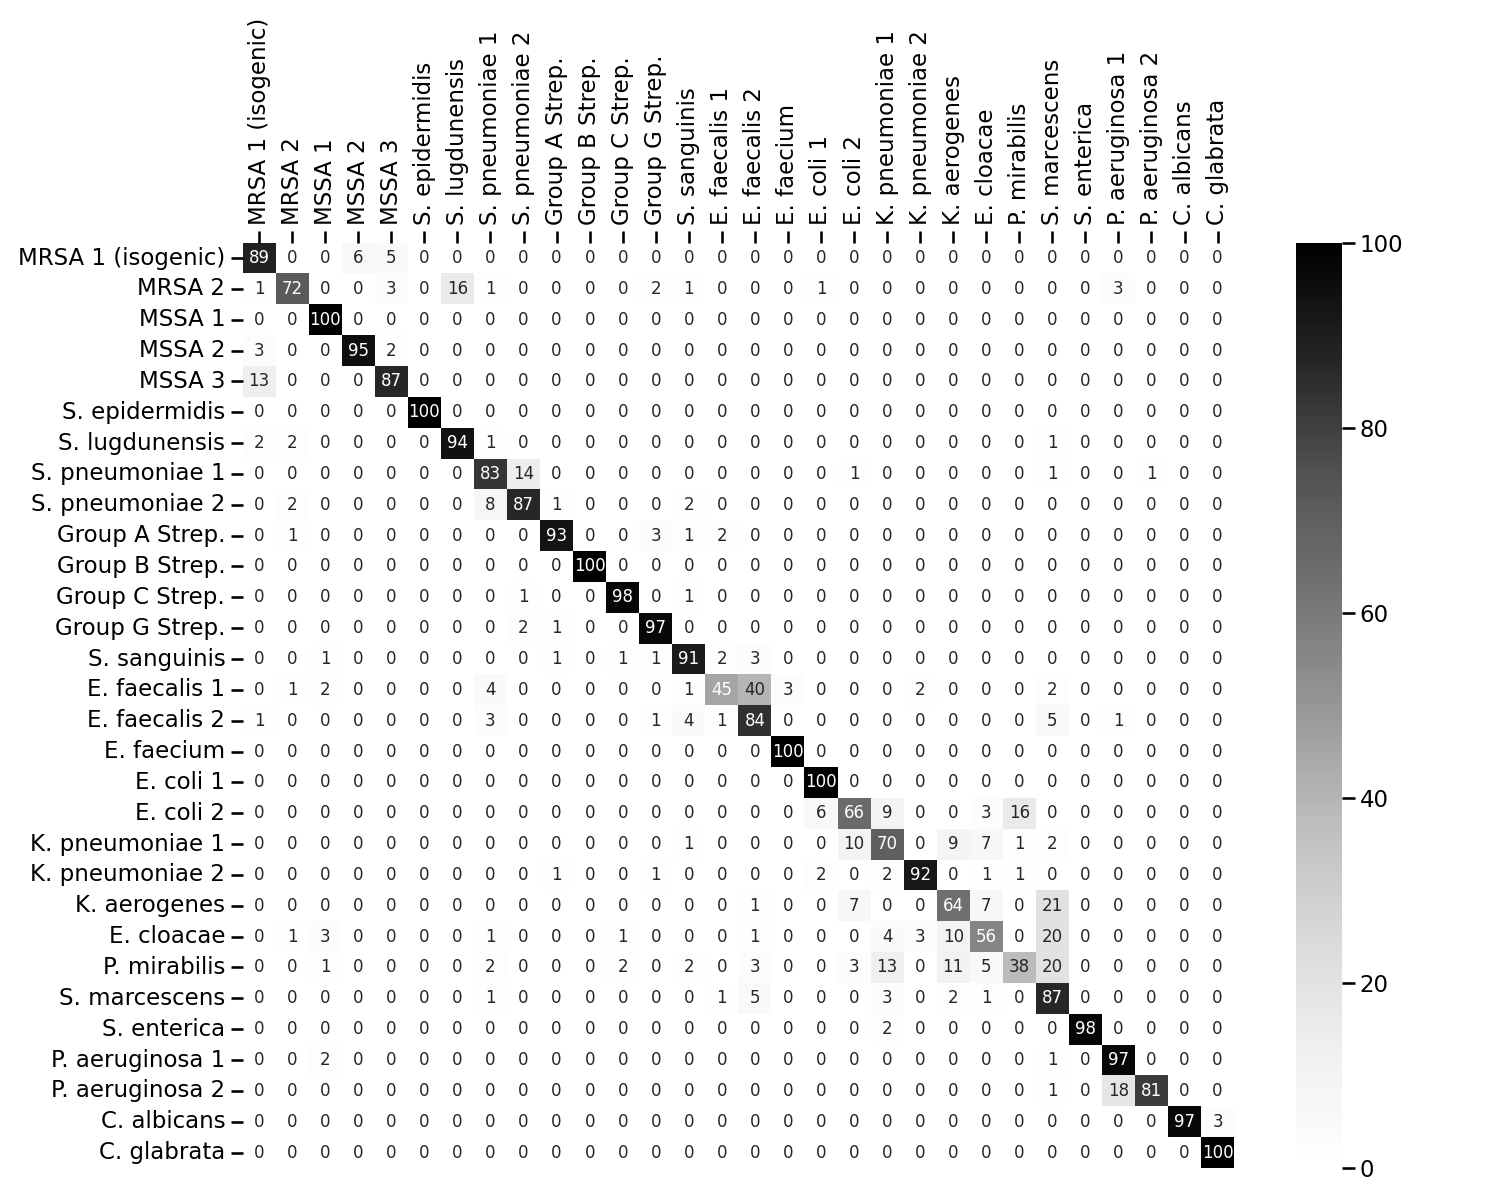 MRSA 1 (isogenic)
MRSA 2
MSSA 1
MSSA 2
MSSA 3
S. epidermidis
S. lugdunensis
S. pneumoniae 1
S. pneumoniae 2
Group A Strep.
Group B Strep.
Group C Strep.
Group G Strep.
S. sanguinis
E. faecalis 1
E. faecalis 2
E. faecium
E. coli 1
E. coli 2
K. pneumoniae 1
K. pneumoniae 2
K. aerogenes
E. cloacae
P. mirabilis
S. marcescens
S. enterica
P. aeruginosa 1
P. aeruginosa 2
C. albicans
C. glabrata
MRSA 1 (isogenic) 89 0 0 6 5 0 0 0 0 0 0 0 0 0 0 0 0 0 0 0 0 0 0 0 0 0 0 0 0 0
MRSA 2 1 72 0 0 3 0 16 1 0 0 0 0 2 1 0 0 0 1 0 0 0 0 0 0 0 0 3 0 0 0
MSSA 1 0 0 100 0 0 0 0 0 0 0 0 0 0 0 0 0 0 0 0 0 0 0 0 0 0 0 0 0 0 0
MSSA 2 3 0 0 95 2 0 0 0 0 0 0 0 0 0 0 0 0 0 0 0 0 0 0 0 0 0 0 0 0 0
MSSA 3 13 0 0 0 87 0 0 0 0 0 0 0 0 0 0 0 0 0 0 0 0 0 0 0 0 0 0 0 0 0
S. epidermidis 0 0 0 0 0 100 0 0 0 0 0 0 0 0 0 0 0 0 0 0 0 0 0 0 0 0 0 0 0 0
S. lugdunensis 2 2 0 0 0 0 94 1 0 0 0 0 0 0 0 0 0 0 0 0 0 0 0 0 1 0 0 0 0 0
S. pneumoniae 1 0 0 0 0 0 0 0 83 14 0 0 0 0 0 0 0 0 0 1 0 0 0 0 0 1 0 0 1 0 0
S. pneumoniae 2 0 2 0 0 0 0 0 8 87 1 0 0 0 2 0 0 0 0 0 0 0 0 0 0 0 0 0 0 0 0
Group A Strep. 0 1 0 0 0 0 0 0 0 93 0 0 3 1 2 0 0 0 0 0 0 0 0 0 0 0 0 0 0 0
Group B Strep. 0 0 0 0 0 0 0 0 0 0 100 0 0 0 0 0 0 0 0 0 0 0 0 0 0 0 0 0 0 0
Group C Strep. 0 0 0 0 0 0 0 0 1 0 0 98 0 1 0 0 0 0 0 0 0 0 0 0 0 0 0 0 0 0
Group G Strep. 0 0 0 0 0 0 0 0 2 1 0 0 97 0 0 0 0 0 0 0 0 0 0 0 0 0 0 0 0 0
S. sanguinis 0 0 1 0 0 0 0 0 0 1 0 1 1 91 2 3 0 0 0 0 0 0 0 0 0 0 0 0 0 0
E. faecalis 1 0 1 2 0 0 0 0 4 0 0 0 0 0 1 45 40 3 0 0 0 2 0 0 0 2 0 0 0 0 0
E. faecalis 2 1 0 0 0 0 0 0 3 0 0 0 0 1 4 1 84 0 0 0 0 0 0 0 0 5 0 1 0 0 0
E. faecium 0 0 0 0 0 0 0 0 0 0 0 0 0 0 0 0 100 0 0 0 0 0 0 0 0 0 0 0 0 0
E. coli 1 0 0 0 0 0 0 0 0 0 0 0 0 0 0 0 0 0 100 0 0 0 0 0 0 0 0 0 0 0 0
E. coli 2 0 0 0 0 0 0 0 0 0 0 0 0 0 0 0 0 0 6 66 9 0 0 3 16 0 0 0 0 0 0
K. pneumoniae 1 0 0 0 0 0 0 0 0 0 0 0 0 0 1 0 0 0 0 10 70 0 9 7 1 2 0 0 0 0 0
K. pneumoniae 2 0 0 0 0 0 0 0 0 0 1 0 0 1 0 0 0 0 2 0 2 92 0 1 1 0 0 0 0 0 0
K. aerogenes 0 0 0 0 0 0 0 0 0 0 0 0 0 0 0 1 0 0 7 0 0 64 7 0 21 0 0 0 0 0
E. cloacae 0 1 3 0 0 0 0 1 0 0 0 1 0 0 0 1 0 0 0 4 3 10 56 0 20 0 0 0 0 0
P. mirabilis 0 0 1 0 0 0 0 2 0 0 0 2 0 2 0 3 0 0 3 13 0 11 5 38 20 0 0 0 0 0
S. marcescens 0 0 0 0 0 0 0 1 0 0 0 0 0 0 1 5 0 0 0 3 0 2 1 0 87 0 0 0 0 0
S. enterica 0 0 0 0 0 0 0 0 0 0 0 0 0 0 0 0 0 0 0 2 0 0 0 0 0 98 0 0 0 0
P. aeruginosa 1 0 0 2 0 0 0 0 0 0 0 0 0 0 0 0 0 0 0 0 0 0 0 0 0 1 0 97 0 0 0
P. aeruginosa 2 0 0 0 0 0 0 0 0 0 0 0 0 0 0 0 0 0 0 0 0 0 0 0 0 1 0 18 81 0 0
C. albicans 0 0 0 0 0 0 0 0 0 0 0 0 0 0 0 0 0 0 0 0 0 0 0 0 0 0 0 0 97 3
C. glabrata 0 0 0 0 0 0 0 0 0 0 0 0 0 0 0 0 0 0 0 0 0 0 0 0 0 0 0 0 0 100
100
80
60
40
20
0